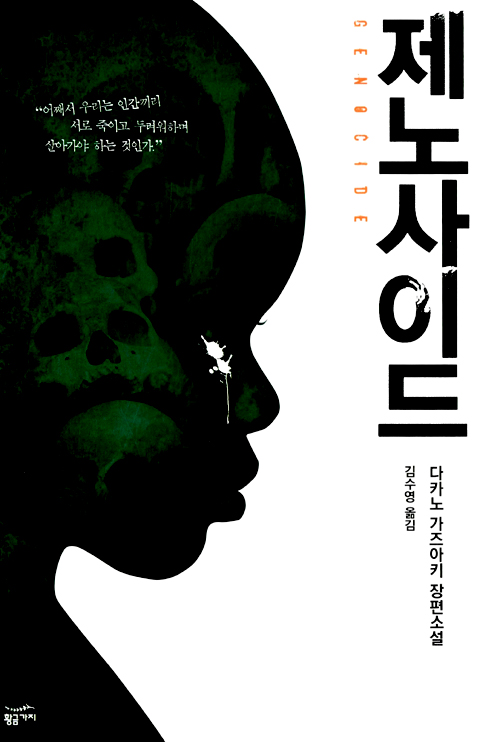 제노사이드
GENOCIDE
“어째서 우리는 인간끼리
서로 죽이고 두려워하며
살아가야 하는 것인가.”
다카노 가즈아키 장편소설
김수영 옮김
황금가지